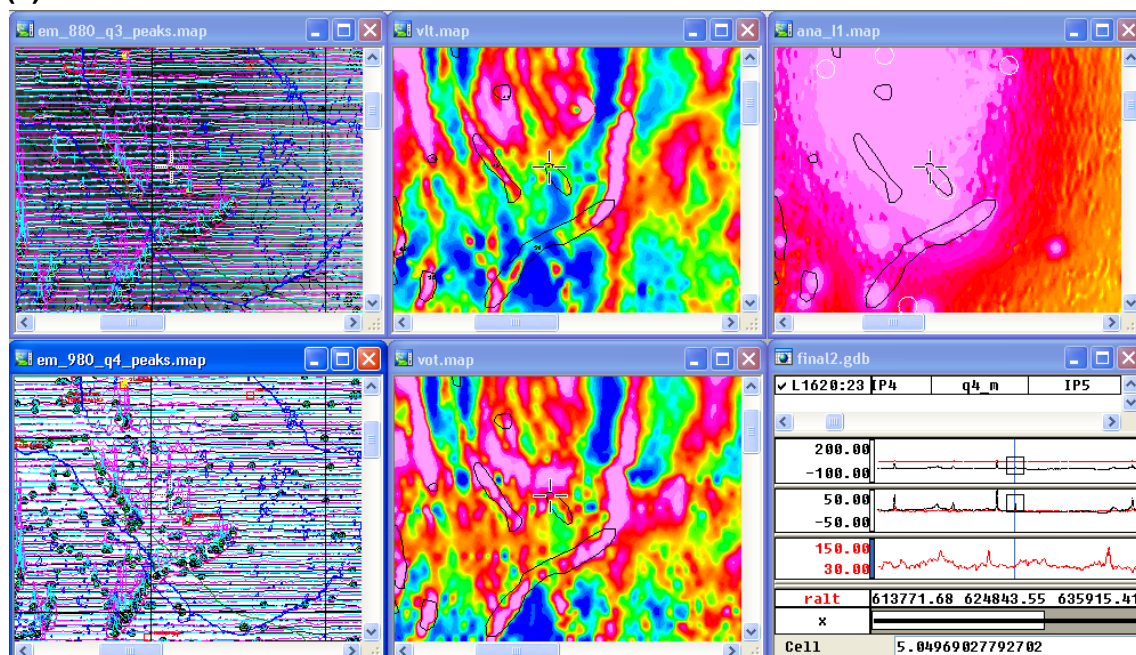 em_880_q3_peaks.map
vlt.map
ana_l1.map
em_980_q4_peaks.map
vot.map
final2.gdb
L1620:23 IP4 q4_m IP5
200.00
-100.00
50.00
-50.00
150.00
30.00
ralt 613771.68 624843.55 635915.41
x
Cell 5.04969027792702